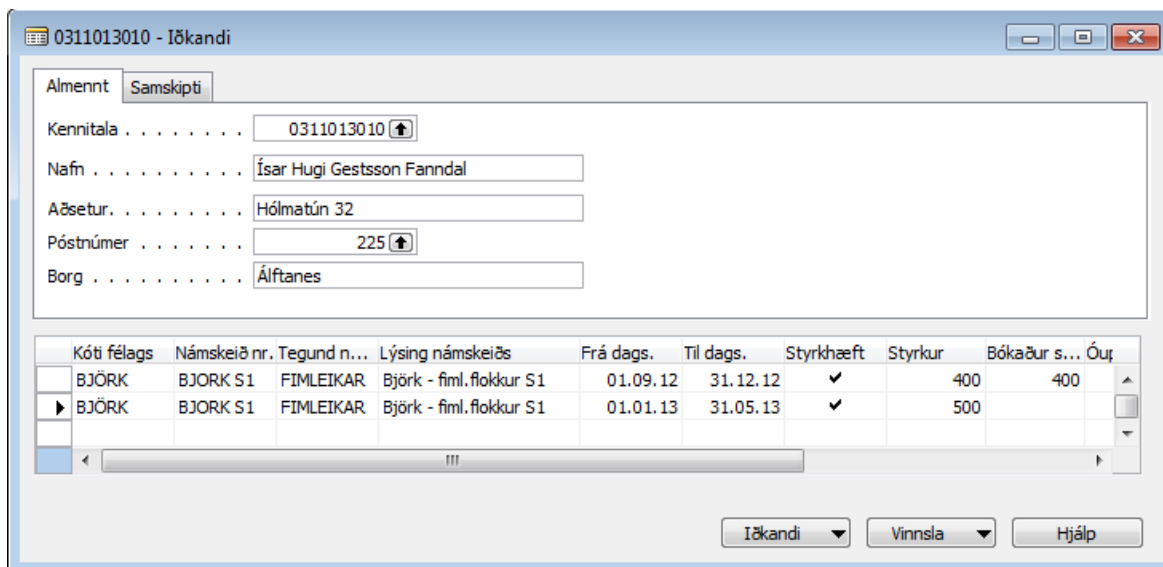 0311013010 - Iðkandi
Almennt Samskipti
Kennitala . . . . . . . . 0311013010
Nafn . . . . . . . . . . Ísar Hugi Gestsson Fanndal
Aðsetur. . . . . . . . . Hólmatún 32
Póstnúmer . . . . . . . 225
Borg . . . . . . . . . . Álftanes
Kóti félags Námskeið nr. Tegund n... Lýsing námskeiðs Frá dags. Til dags. Styrkhæft Styrkur Bókaður s... Óup
BJÖRK BJORK S1 FIMLEIKAR Björk - fiml.flokkur S1 01.09.12 31.12.12 ✔ 400 400
BJÖRK BJORK S1 FIMLEIKAR Björk - fiml.flokkur S1 01.01.13 31.05.13 ✔ 500
Iðkandi Vinnsla Hjálp